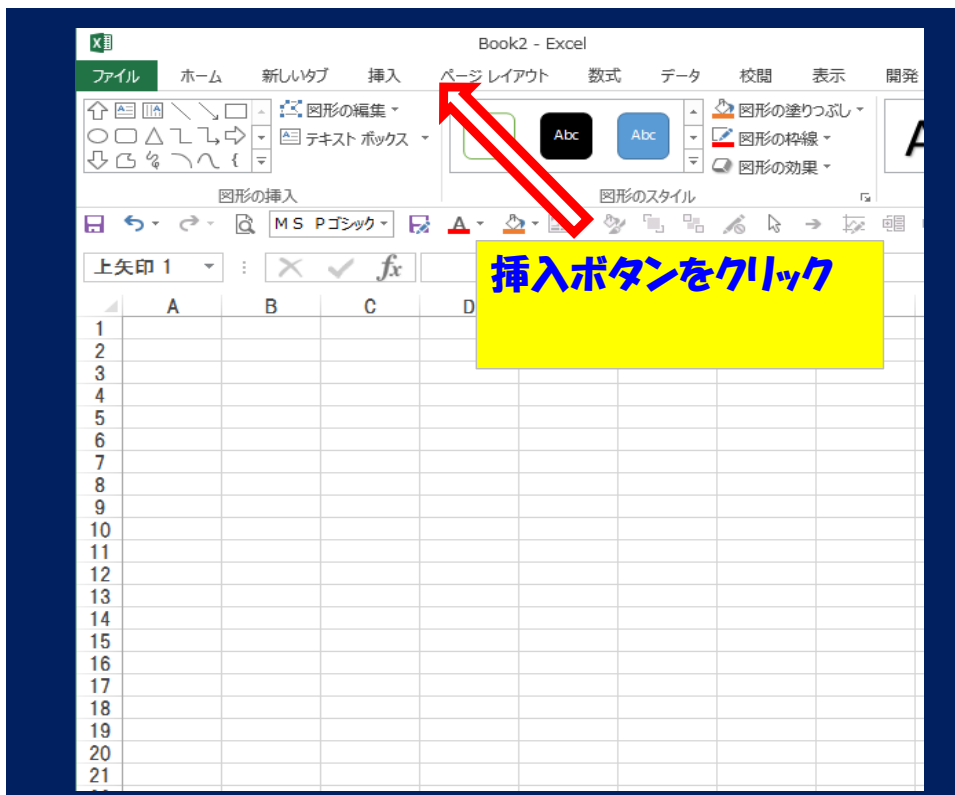 Book2 - Excel
ファイル ホーム 新しいタブ 挿入 ページ レイアウト 数式 データ 校閲 表示 開発
図形の編集 図形の塗りつぶし
テキスト ボックス Abc Abc 図形の枠線
図形の効果
図形の挿入 図形のスタイル
ＭＳ Ｐゴシック A
上矢印 1 fx
挿入ボタンをクリック
A B C D
1
2
3
4
5
6
7
8
9
10
11
12
13
14
15
16
17
18
19
20
21